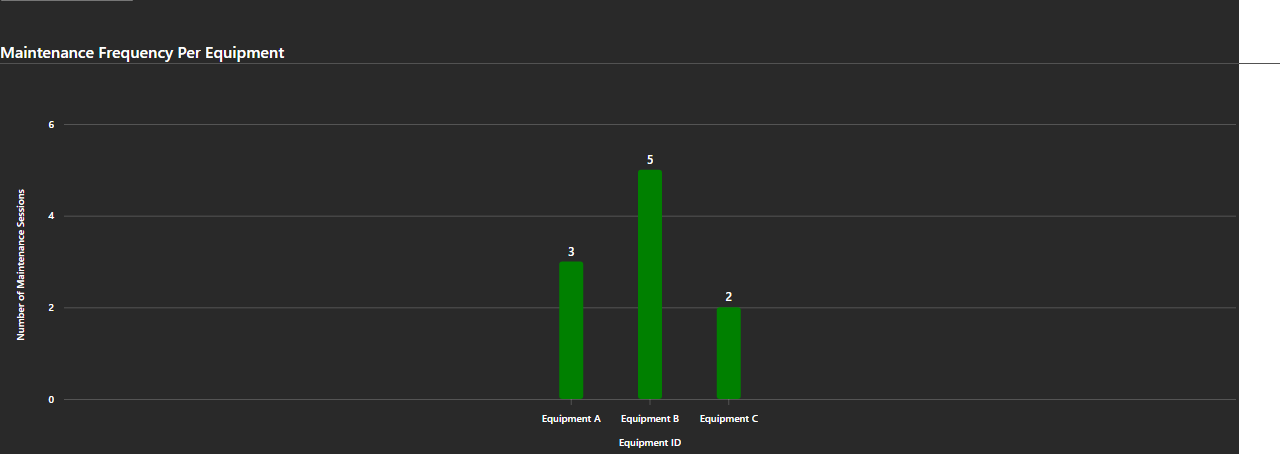 Maintenance Frequency Per Equipment
6
4
2
0
Number of Maintenance Sessions
3
5
2
Equipment A
Equipment B
Equipment C
Equipment ID